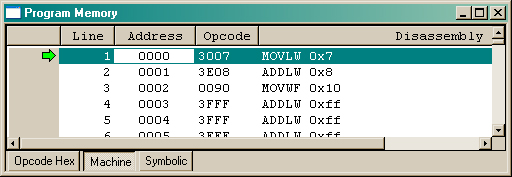 Program Memory
Line Address Opcode Disassembly
1 0000 3007 MOVLW 0x7
2 0001 3E08 ADDLW 0x8
3 0002 0090 MOVWF 0x10
4 0003 3FFF ADDLW 0xff
5 0004 3FFF ADDLW 0xff
6 0005 3FFF ADDLW 0xff
Opcode Hex Machine Symbolic